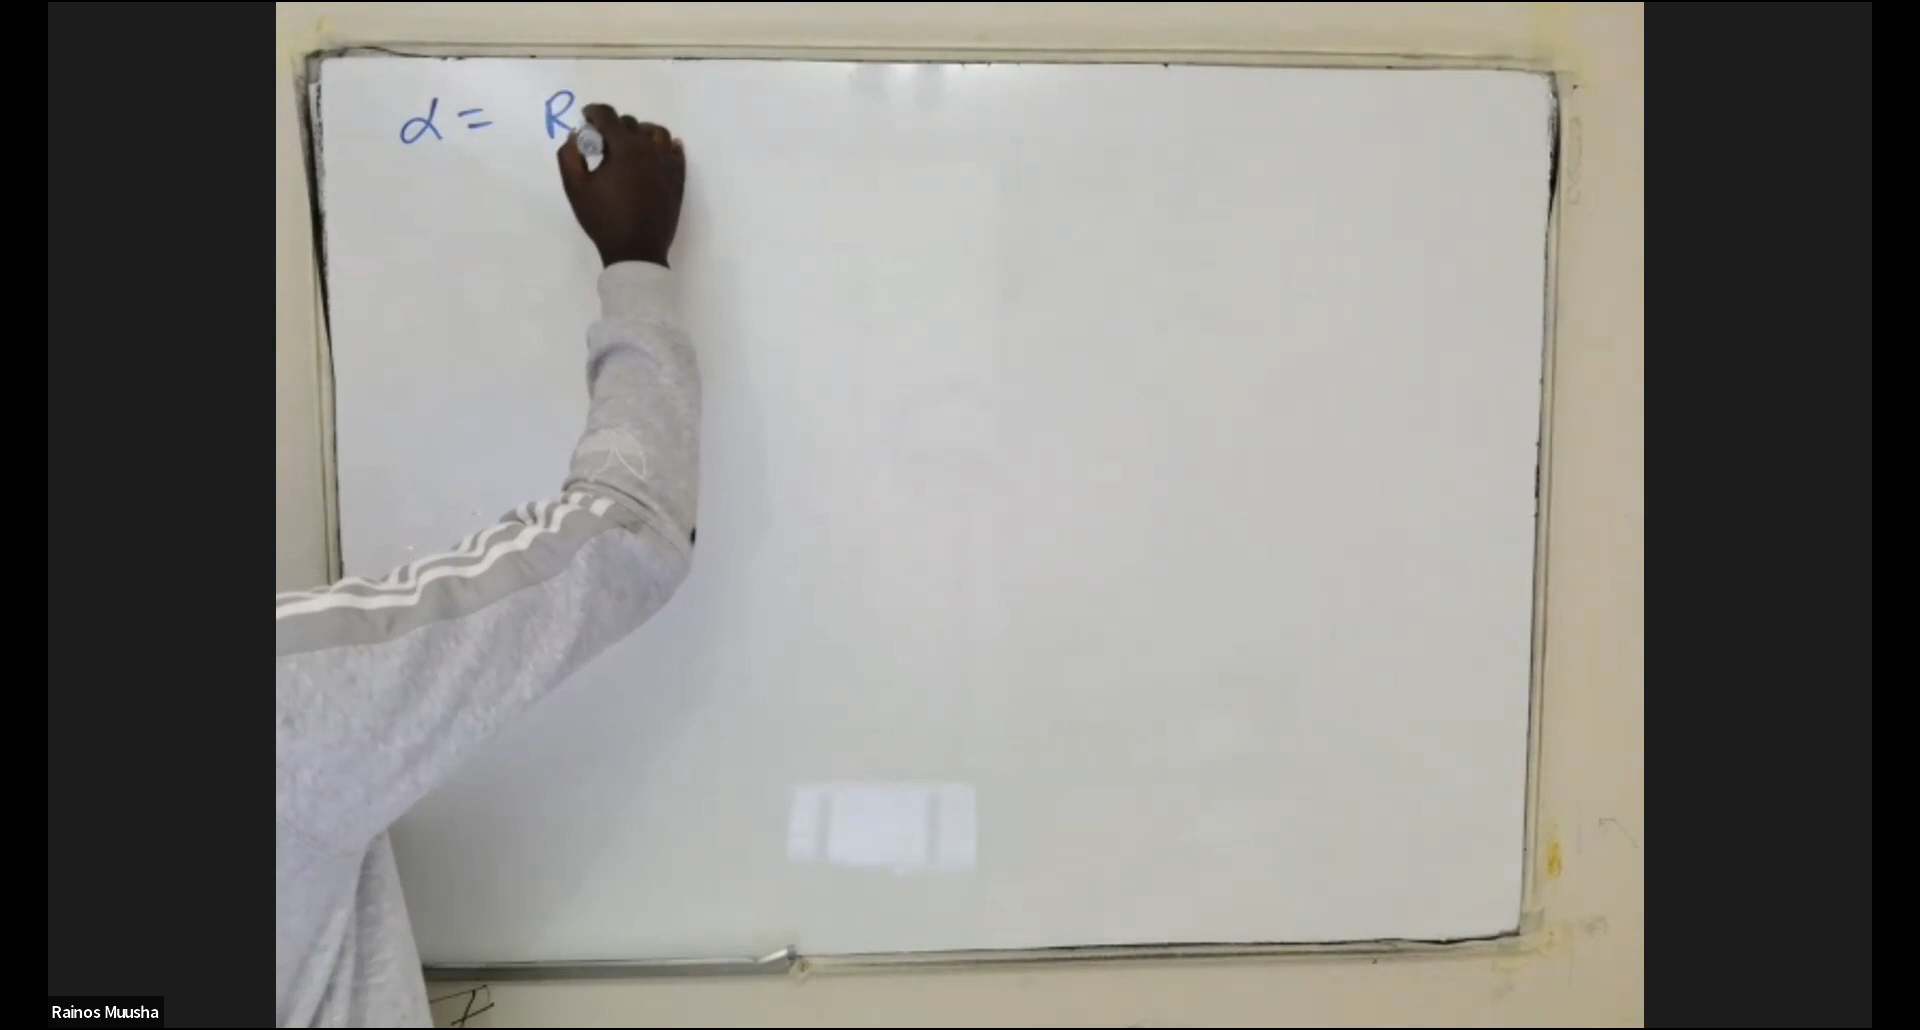 α = R
Rainos Muusha